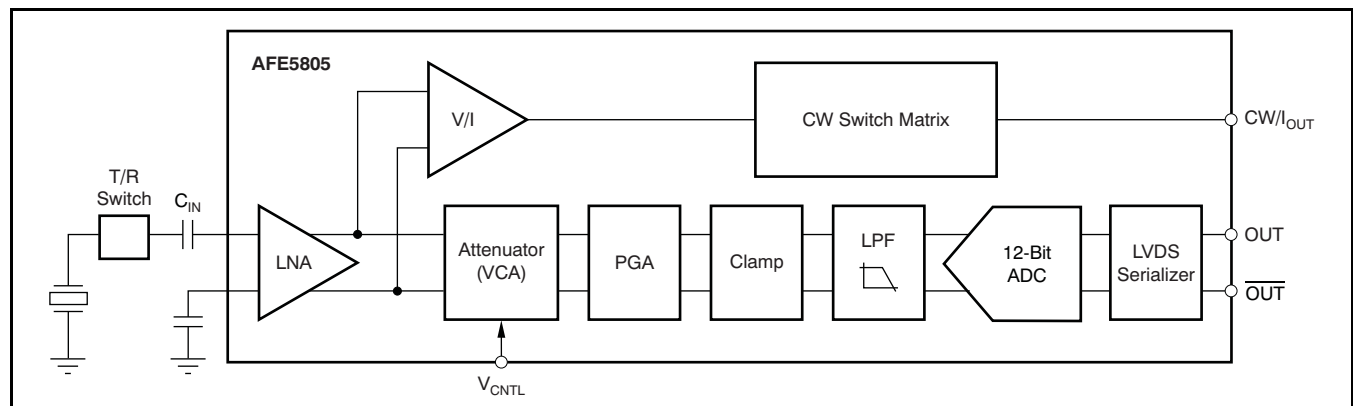 AFE5805
V/I
CW Switch Matrix
CW/I_OUT
T/R
Switch
C_IN
LNA
Attenuator
(VCA)
PGA
Clamp
LPF
12-Bit
ADC
LVDS
Serializer
OUT
O̅U̅T̅
V_CNTL